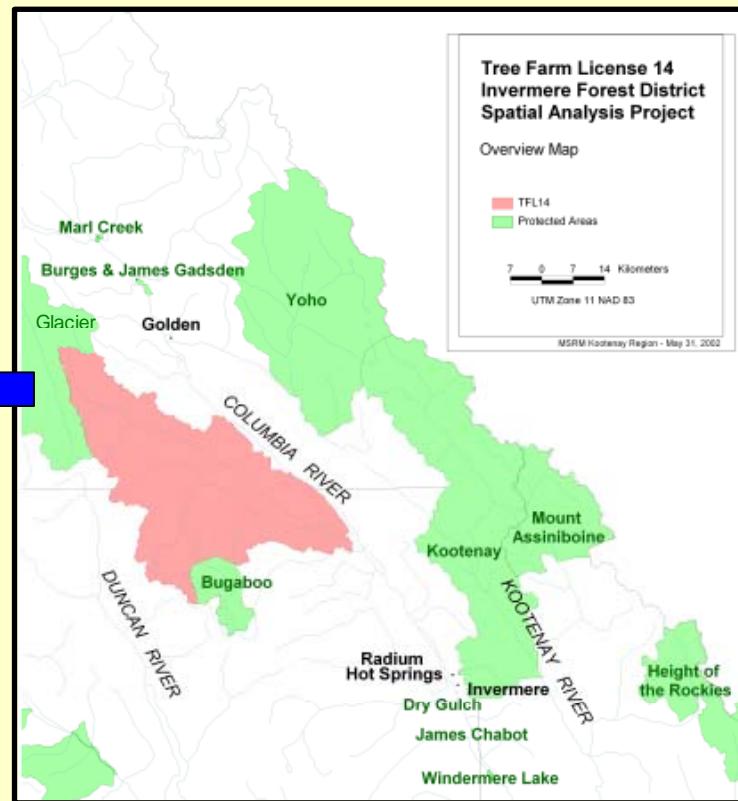 Tree Farm License 14
Invermere Forest District
Spatial Analysis Project
Overview Map
TFL14
Protected Areas
7 0 7 14 Kilometers
UTM Zone 11 NAD 83
MSRM Kootenay Region - May 31, 2002
Marl Creek
Burges & James Gadsden
Glacier
Golden
Yoho
COLUMBIA RIVER
Mount
Assiniboine
Kootenay
Bugaboo
DUNCAN RIVER
KOOTENAY RIVER
Radium
Hot Springs
Invermere
Height of
the Rockies
Dry Gulch
James Chabot
Windermere Lake